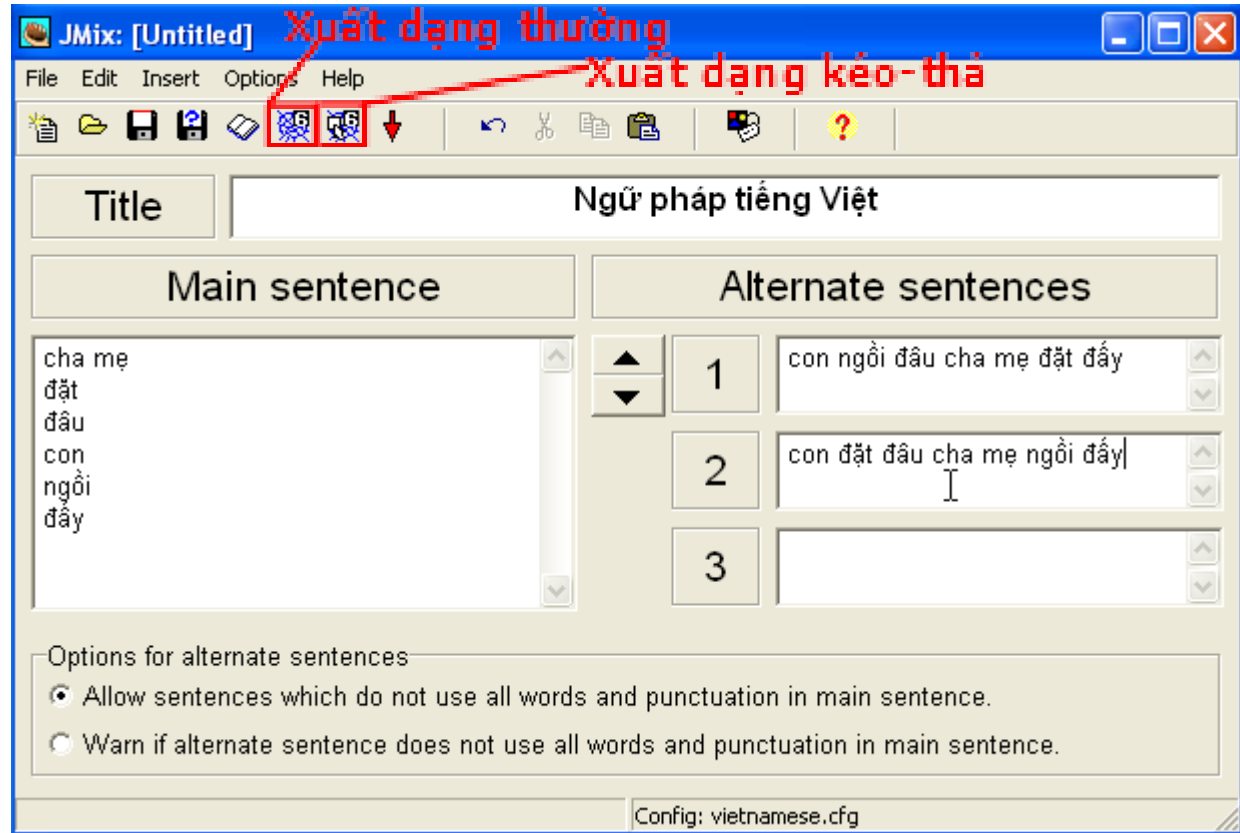 JMix: [Untitled]
Xuất dạng thường
File Edit Insert Options Help
Xuất dạng kéo-thả
Title
Ngữ pháp tiếng Việt
Main sentence
Alternate sentences
cha mẹ
đặt
đâu
con
ngồi
đấy
1
con ngồi đâu cha mẹ đặt đấy
2
con đặt đâu cha mẹ ngồi đấy
3
Options for alternate sentences
Allow sentences which do not use all words and punctuation in main sentence.
Warn if alternate sentence does not use all words and punctuation in main sentence.
Config: vietnamese.cfg